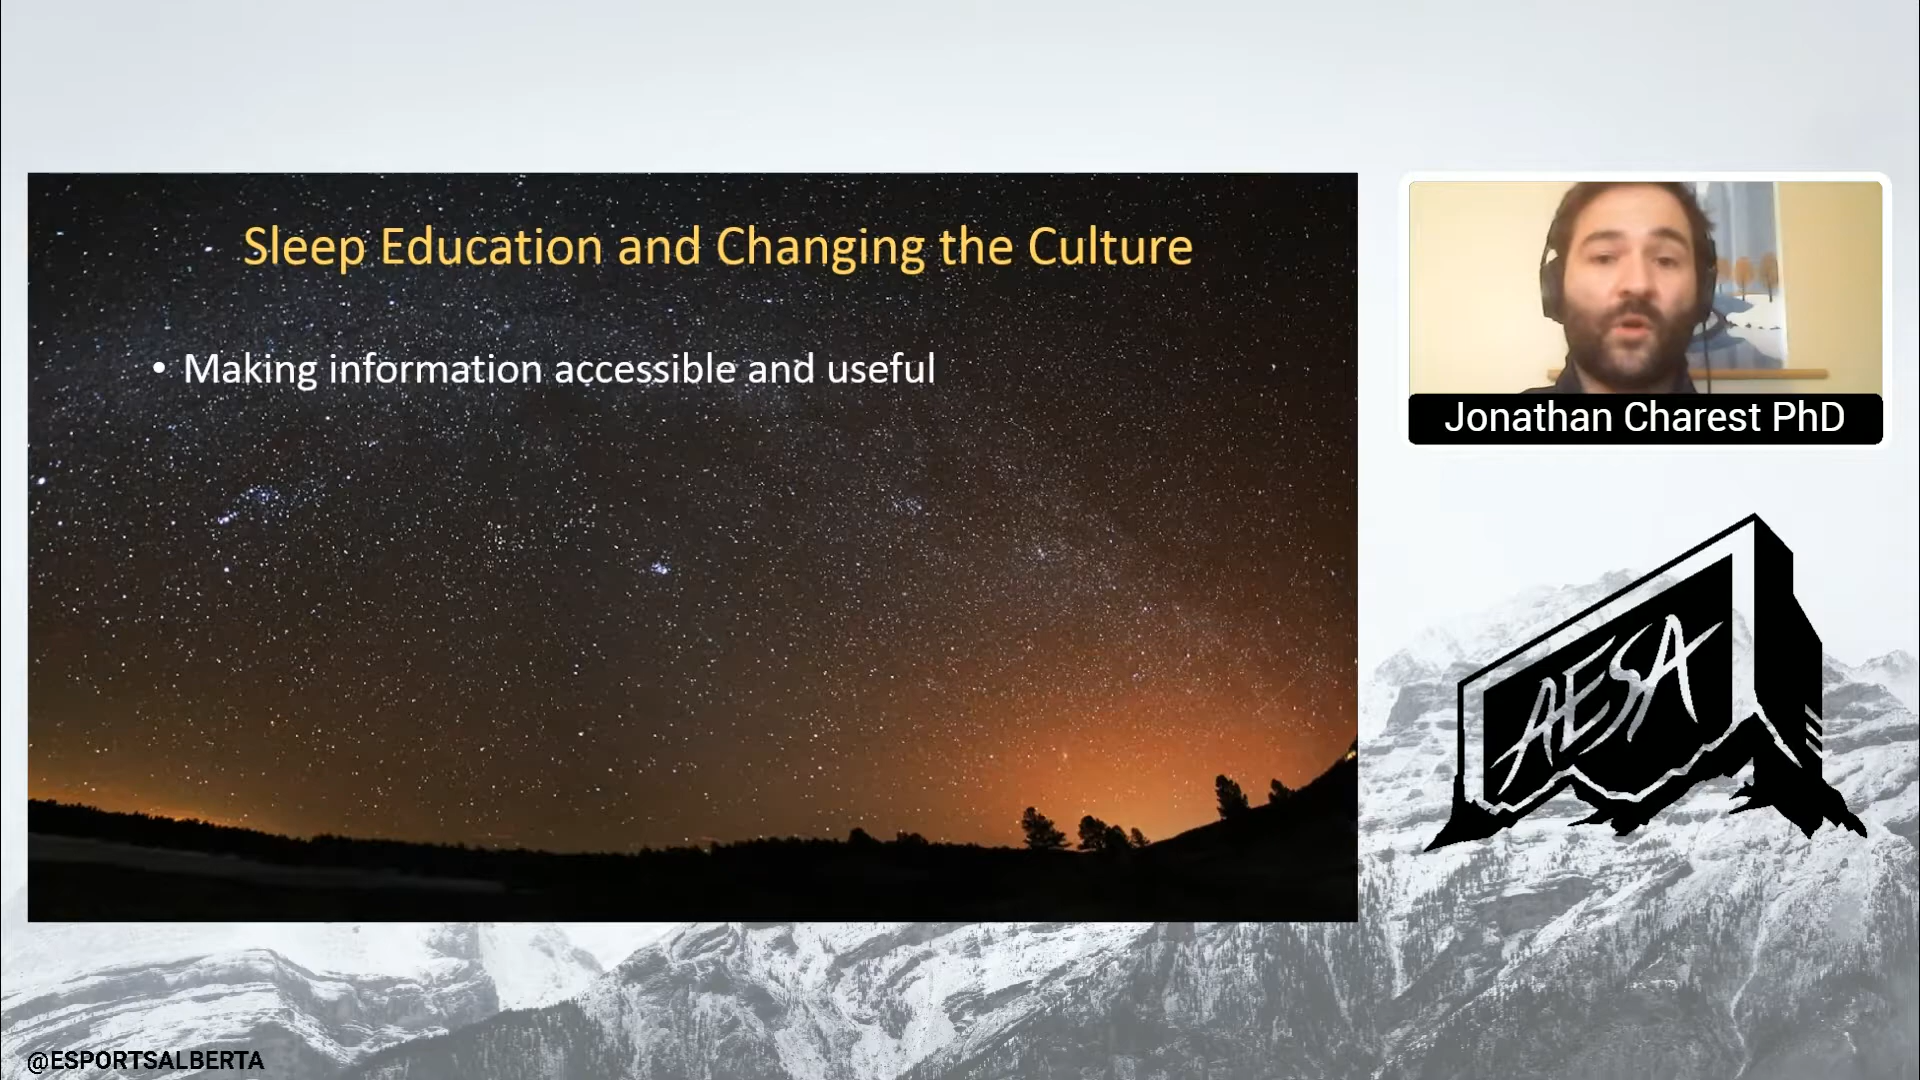 Sleep Education and Changing the Culture
• Making information accessible and useful
Jonathan Charest PhD
AESA
@ESPORTSALBERTA